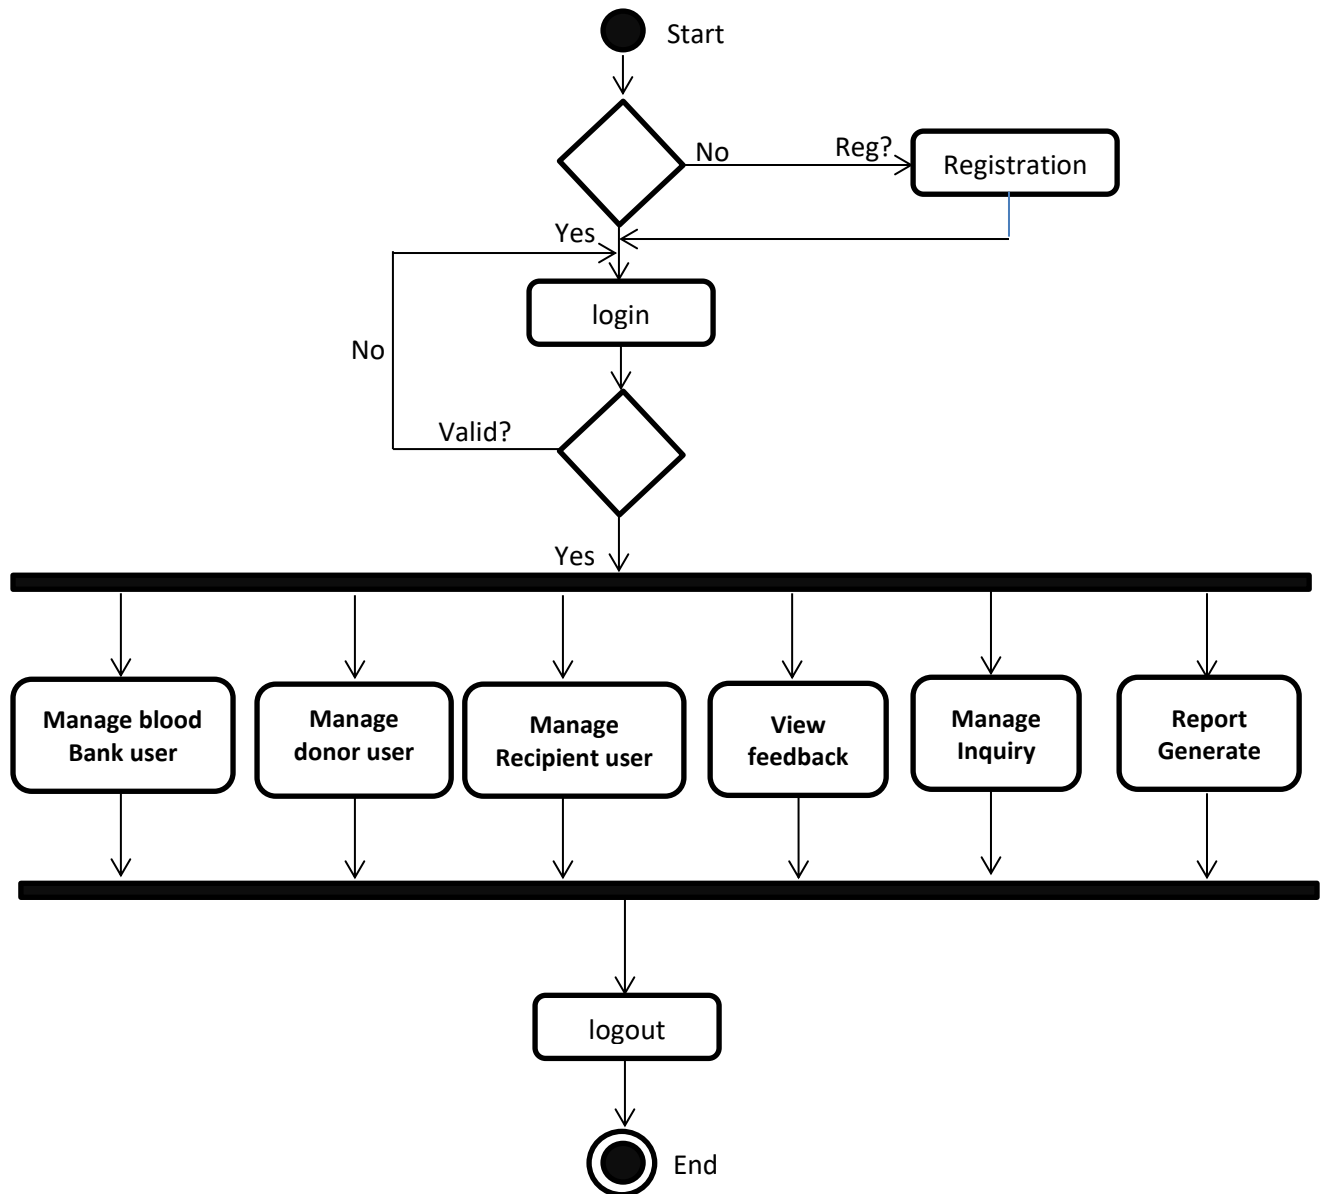 Start
No
Reg?
Registration
Yes
login
No
Valid?
Yes
Manage blood
Bank user
Manage
donor user
Manage
Recipient user
View
feedback
Manage
Inquiry
Report
Generate
logout
End